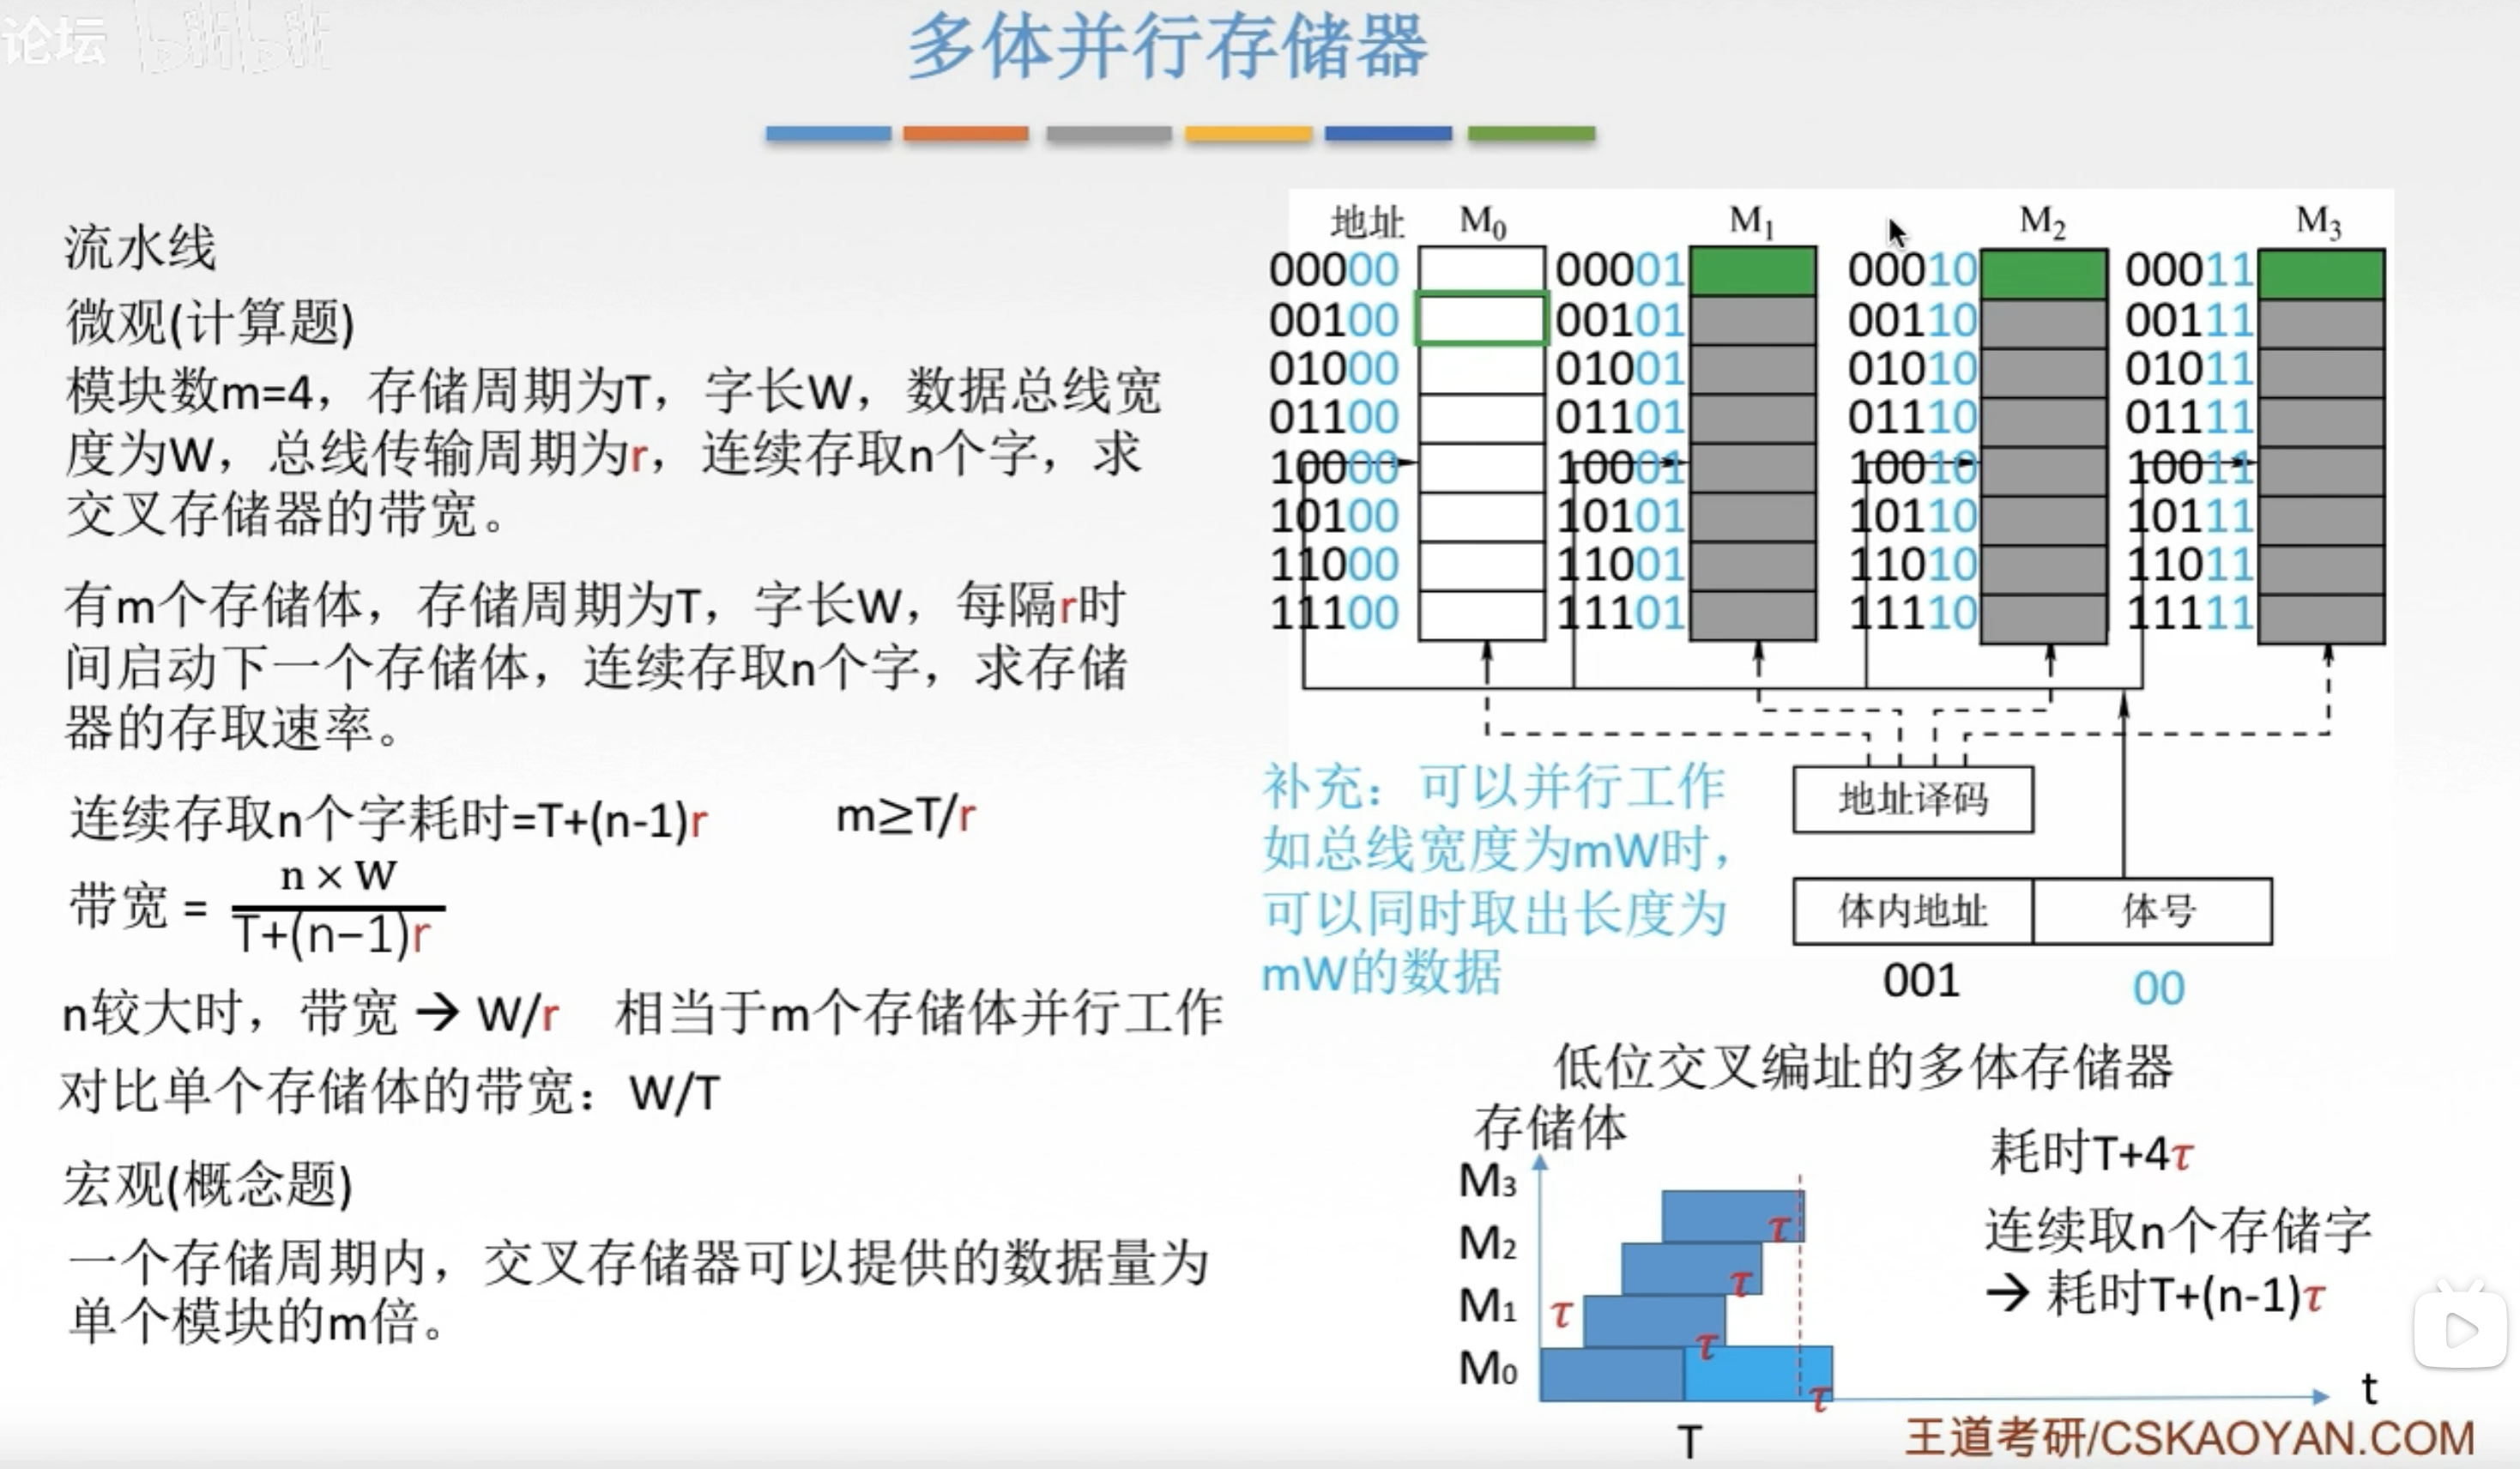 论坛 bilibili
多体并行存储器
流水线
微观(计算题)
模块数m=4，存储周期为T，字长W，数据总线宽
度为W，总线传输周期为r，连续存取n个字，求
交叉存储器的带宽。
有m个存储体，存储周期为T，字长W，每隔r时
间启动下一个存储体，连续存取n个字，求存储
器的存取速率。
连续存取n个字耗时=T+(n-1)r m≥T/r
带宽 = n × W / T+(n−1)r
n较大时，带宽 → W/r 相当于m个存储体并行工作
对比单个存储体的带宽：W/T
宏观(概念题)
一个存储周期内，交叉存储器可以提供的数据量为
单个模块的m倍。
地址 M0 M1 M2 M3
00000 00001 00010 00011
00100 00101 00110 00111
01000 01001 01010 01011
01100 01101 01110 01111
10000 10001 10010 10011
10100 10101 10110 10111
11000 11001 11010 11011
11100 11101 11110 11111
补充：可以并行工作
如总线宽度为mW时，
可以同时取出长度为
mW的数据
地址译码
体内地址 体号
001 00
低位交叉编址的多体存储器
存储体
M3 τ
M2 τ
M1 τ τ
M0 τ
T
t
耗时T+4τ
连续取n个存储字
→ 耗时T+(n-1)τ
王道考研/CSKAOYAN.COM